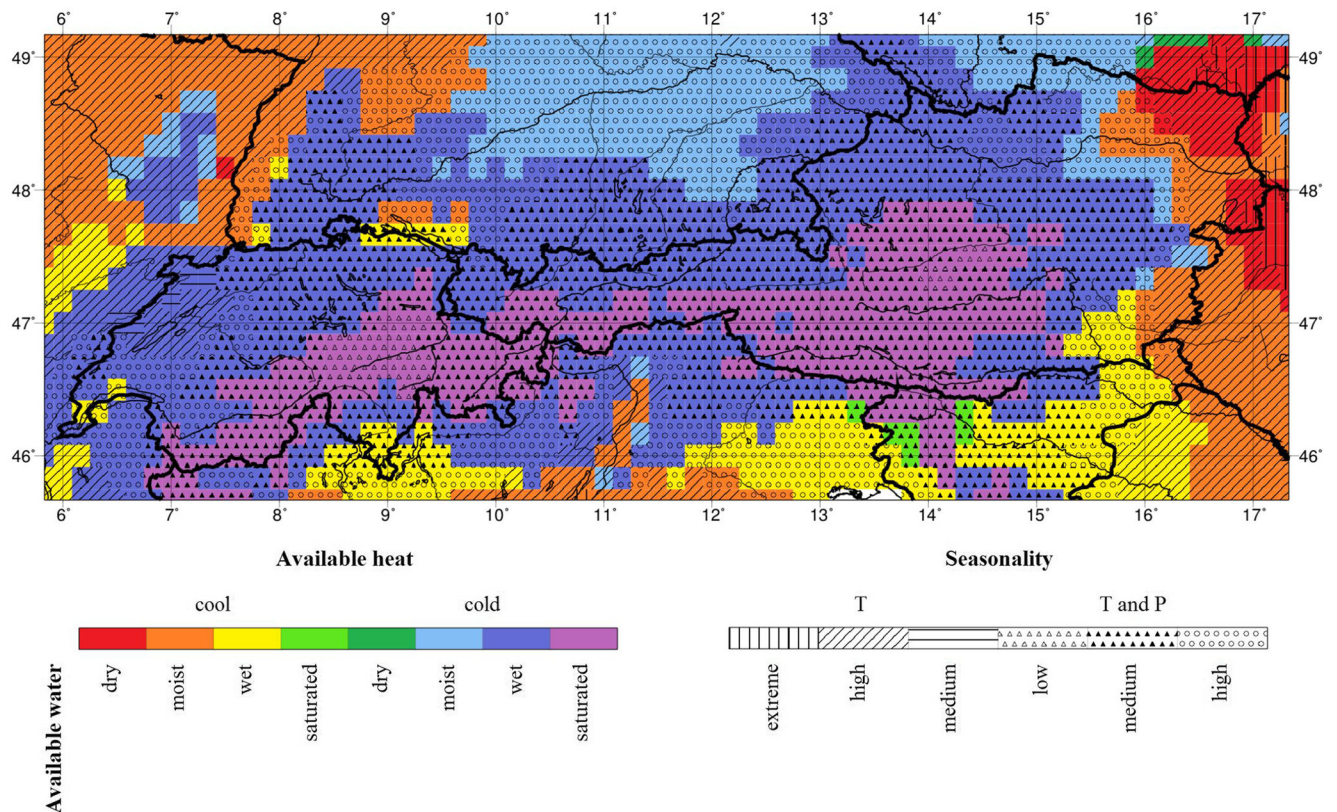 6° 7° 8° 9° 10° 11° 12° 13° 14° 15° 16° 17°
49° 49°
48° 48°
47° 47°
46° 46°
6° 7° 8° 9° 10° 11° 12° 13° 14° 15° 16° 17°
Available heat
Seasonality
cool cold
T T and P
Available water
dry moist wet saturated dry moist wet saturated
extreme high medium low medium high